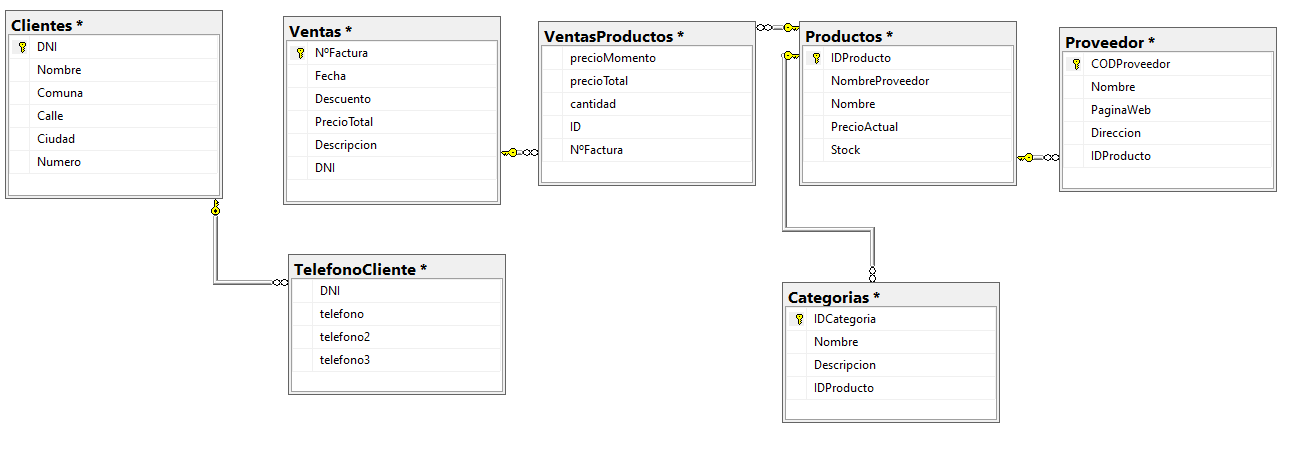 Clientes *
DNI
Nombre
Comuna
Calle
Ciudad
Numero
Ventas *
NºFactura
Fecha
Descuento
PrecioTotal
Descripcion
DNI
VentasProductos *
precioMomento
precioTotal
cantidad
ID
NºFactura
Productos *
IDProducto
NombreProveedor
Nombre
PrecioActual
Stock
Proveedor *
CODProveedor
Nombre
PaginaWeb
Direccion
IDProducto
TelefonoCliente *
DNI
telefono
telefono2
telefono3
Categorias *
IDCategoria
Nombre
Descripcion
IDProducto